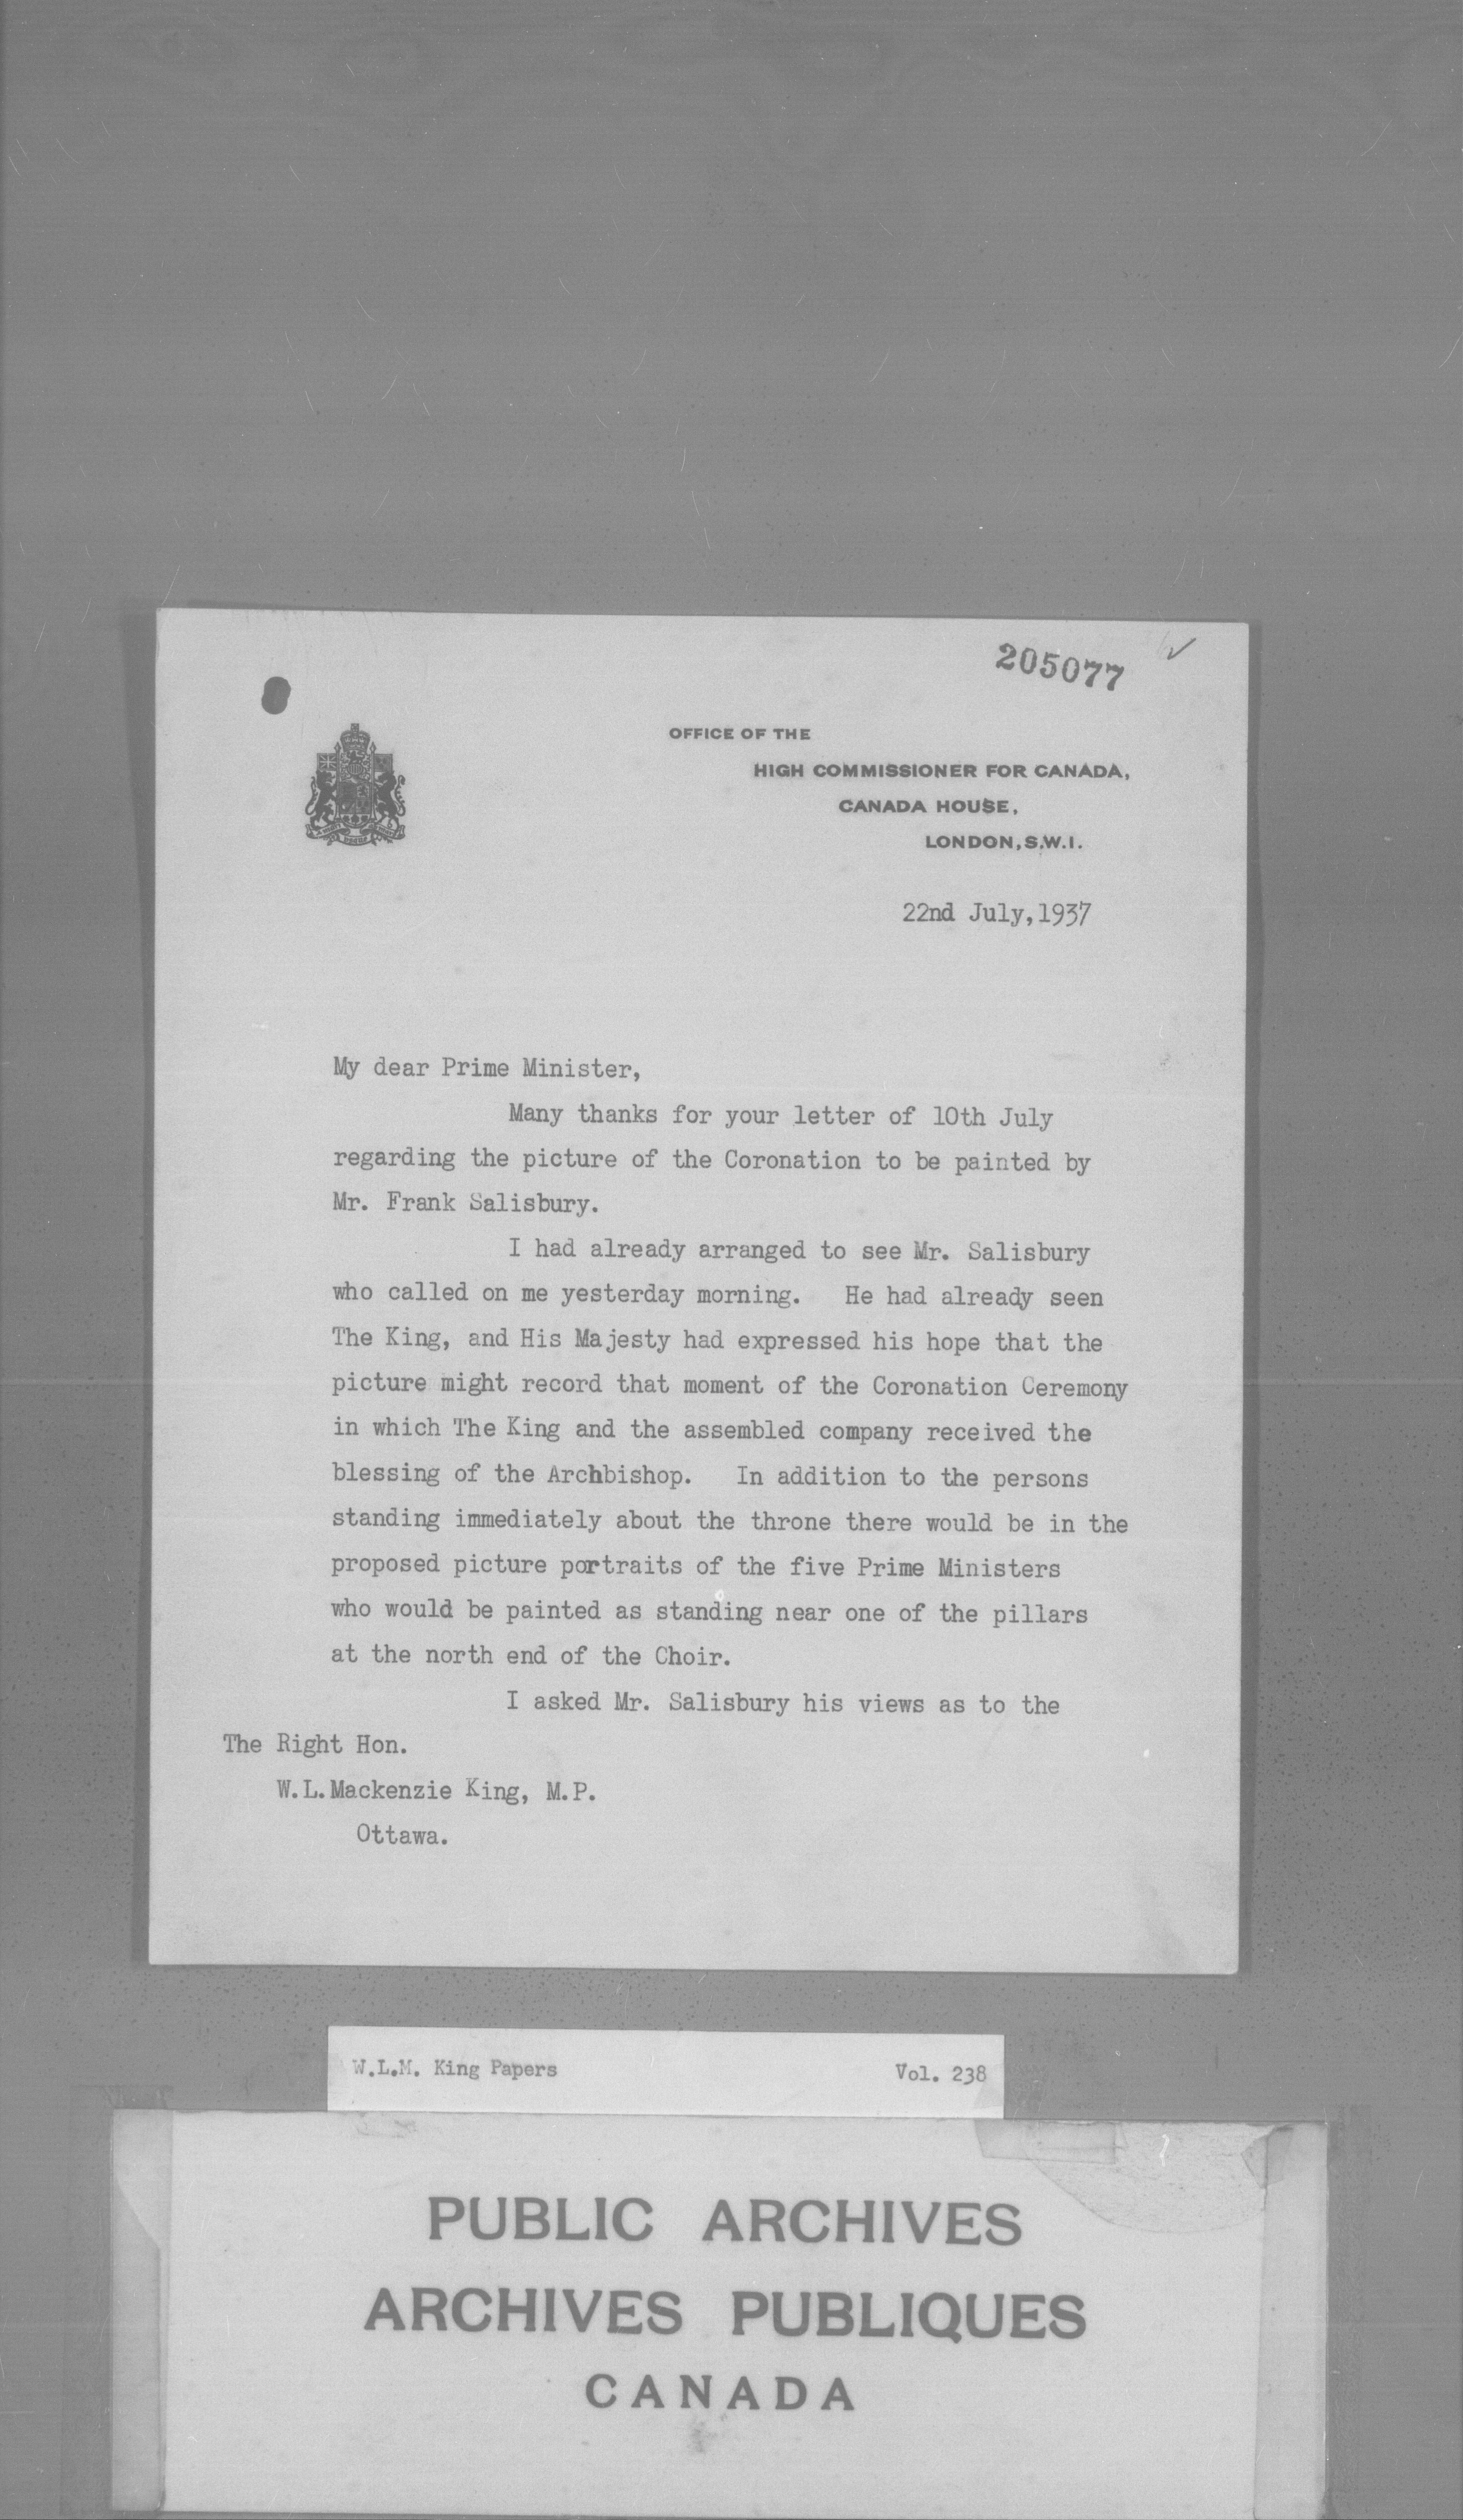 205077
OFFICE OF THE
HIGH COMMISSIONER FOR CANADA,
CANADA HOUSE,
LONDON, S.W.1.
22nd July, 1937
My dear Prime Minister,
Many thanks for your letter of 10th July
regarding the picture of the Coronation to be painted by
Mr. Frank Salisbury.
I had already arranged to see Mr. Salisbury
who called on me yesterday morning. He had already seen
The King, and His Majesty had expressed his hope that the
picture might record that moment of the Coronation Ceremony
in which The King and the assembled company received the
blessing of the Archbishop. In addition to the persons
standing immediately about the throne there would be in the
proposed picture portraits of the five Prime Ministers
who would be painted as standing near one of the pillars
at the north end of the Choir.
I asked Mr. Salisbury his views as to the
The Right Hon.
W.L.Mackenzie King, M.P.
Ottawa.
W.L.M. King Papers Vol. 238
PUBLIC ARCHIVES
ARCHIVES PUBLIQUES
CANADA